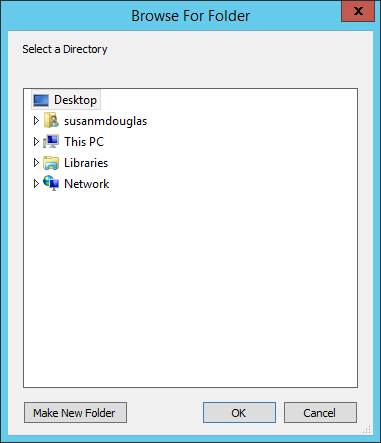 Browse For Folder
x
Select a Directory
Desktop
susanmdouglas
This PC
Libraries
Network
Make New Folder
OK
Cancel